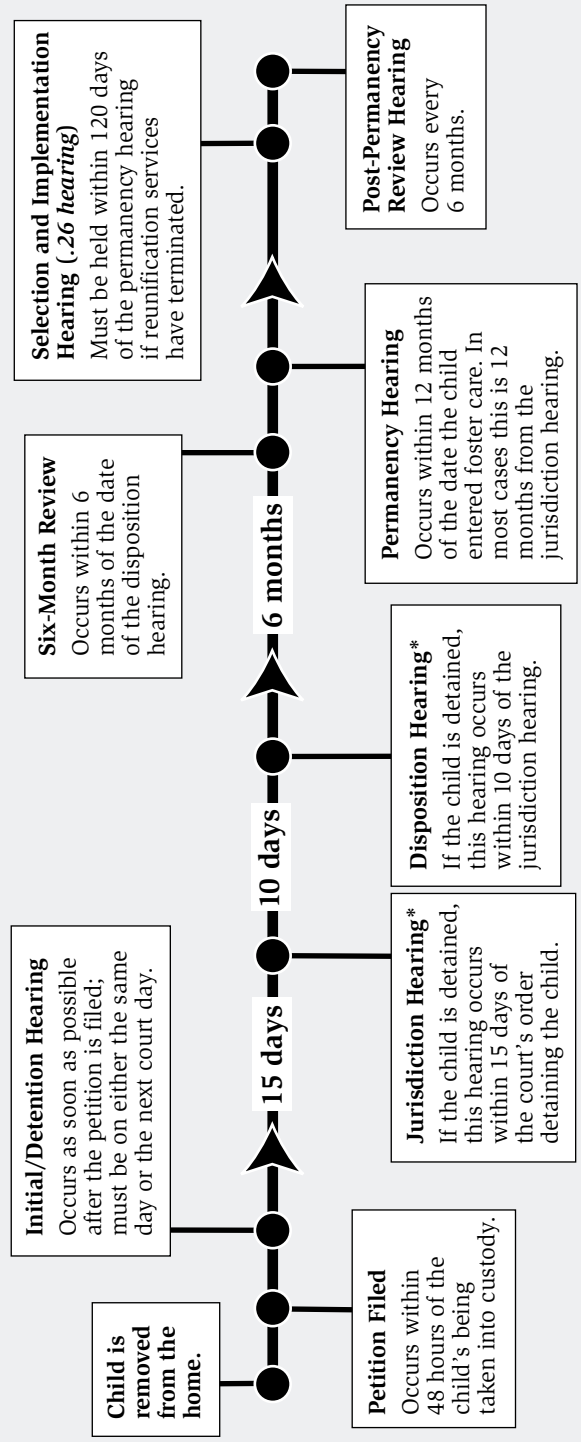 Child is
removed
from the
home.
Petition Filed
Occurs within
48 hours of the
child's being
taken into custody.
Initial/Detention Hearing
Occurs as soon as possible
after the petition is filed;
must be on either the same
day or the next court day.
15 days
Jurisdiction Hearing*
If the child is detained,
this hearing occurs
within 15 days of
the court's order
detaining the child.
10 days
Disposition Hearing*
If the child is detained,
this hearing occurs
within 10 days of the
jurisdiction hearing.
6 months
Six-Month Review
Occurs within 6
months of the date
of the disposition
hearing.
Permanency Hearing
Occurs within 12 months
of the date the child
entered foster care. In
most cases this is 12
months from the
jurisdiction hearing.
Selection and Implementation
Hearing (.26 hearing)
Must be held within 120 days
of the permanency hearing
if reunification services
have terminated.
Post-Permanency
Review Hearing
Occurs every
6 months.